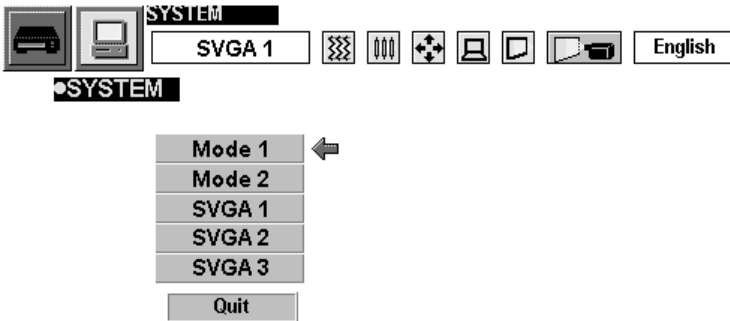 SYSTEM
SVGA 1
English
●SYSTEM
Mode 1
Mode 2
SVGA 1
SVGA 2
SVGA 3
Quit